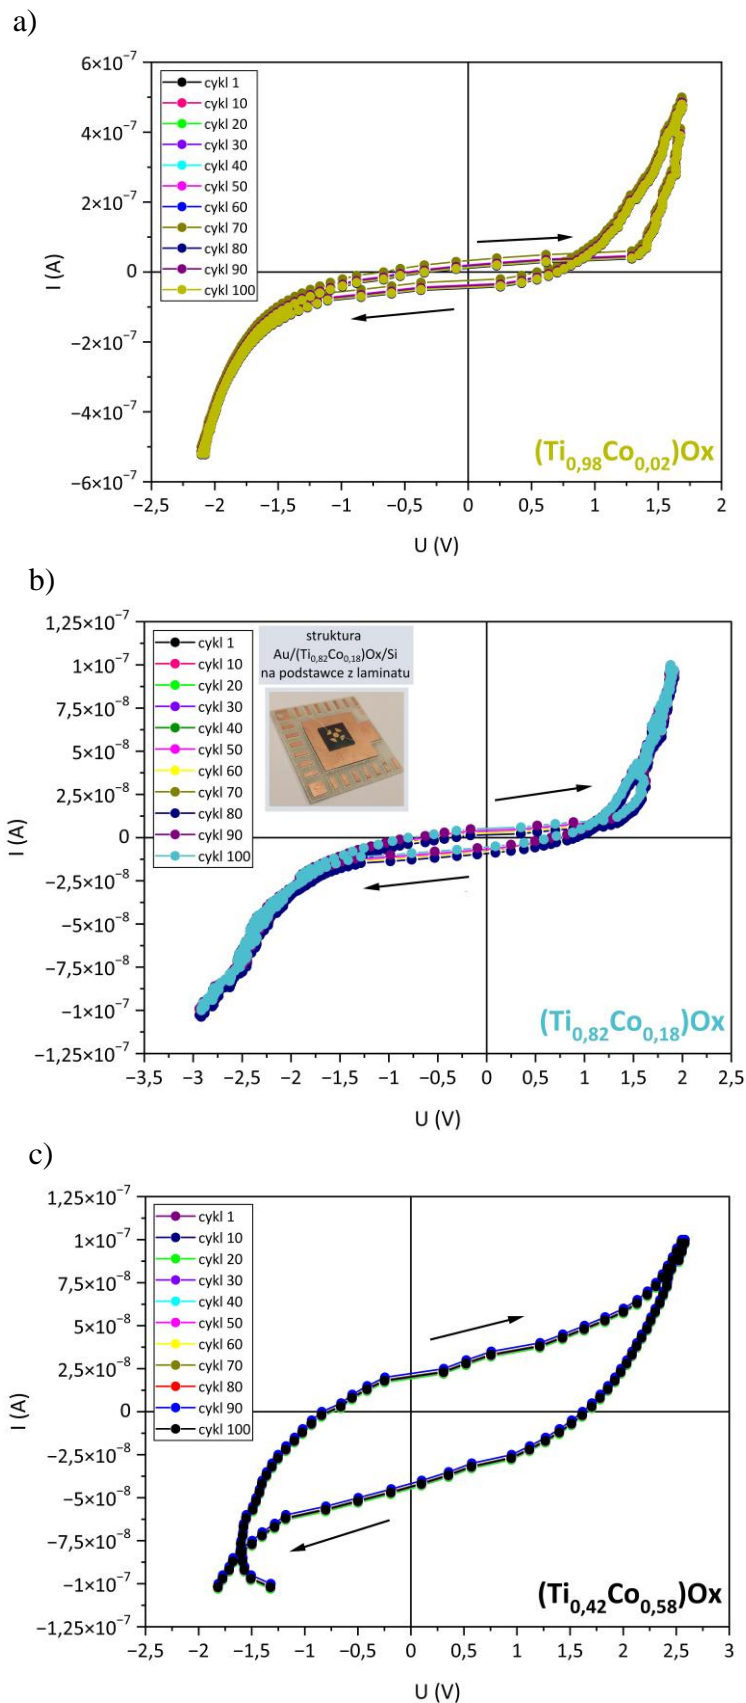 a)
6×10⁻⁷
4×10⁻⁷
2×10⁻⁷
0
−2×10⁻⁷
−4×10⁻⁷
−6×10⁻⁷
I (A)
cykl 1
cykl 10
cykl 20
cykl 30
cykl 40
cykl 50
cykl 60
cykl 70
cykl 80
cykl 90
cykl 100
(Ti₀,₉₈Co₀,₀₂)Ox
−2,5 −2 −1,5 −1 −0,5 0 0,5 1 1,5 2
U (V)
b)
1,25×10⁻⁷
1×10⁻⁷
7,5×10⁻⁸
5×10⁻⁸
2,5×10⁻⁸
0
−2,5×10⁻⁸
−5×10⁻⁸
−7,5×10⁻⁸
−1×10⁻⁷
−1,25×10⁻⁷
I (A)
cykl 1
cykl 10
cykl 20
cykl 30
cykl 40
cykl 50
cykl 60
cykl 70
cykl 80
cykl 90
cykl 100
struktura
Au/(Ti₀,₈₂Co₀,₁₈)Ox/Si
na podstawce z laminatu
(Ti₀,₈₂Co₀,₁₈)Ox
−3,5 −3 −2,5 −2 −1,5 −1 −0,5 0 0,5 1 1,5 2 2,5
U (V)
c)
1,25×10⁻⁷
1×10⁻⁷
7,5×10⁻⁸
5×10⁻⁸
2,5×10⁻⁸
0
−2,5×10⁻⁸
−5×10⁻⁸
−7,5×10⁻⁸
−1×10⁻⁷
−1,25×10⁻⁷
I (A)
cykl 1
cykl 10
cykl 20
cykl 30
cykl 40
cykl 50
cykl 60
cykl 70
cykl 80
cykl 90
cykl 100
(Ti₀,₄₂Co₀,₅₈)Ox
−2,5 −2 −1,5 −1 −0,5 0 0,5 1 1,5 2 2,5 3
U (V)